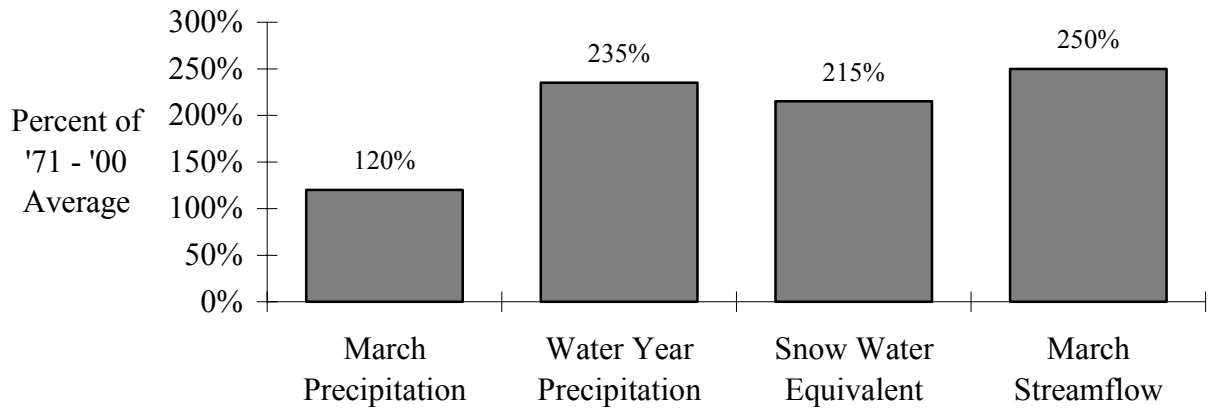 Percent of
'71 - '00
Average
300%
250%
200%
150%
100%
50%
0%
120%
235%
215%
250%
March
Precipitation
Water Year
Precipitation
Snow Water
Equivalent
March
Streamflow